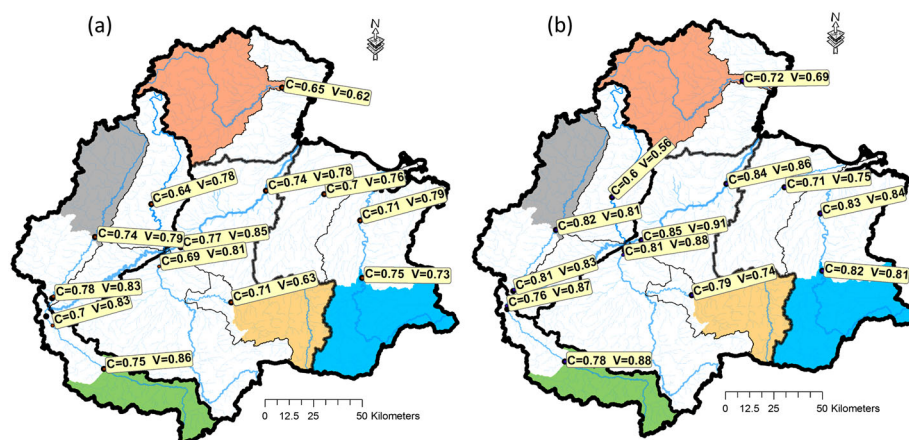 (a)
N
C=0.65 V=0.62
C=0.64 V=0.78
C=0.74 V=0.78
C=0.7 V=0.76
C=0.71 V=0.79
C=0.74 V=0.79
C=0.77 V=0.85
C=0.69 V=0.81
C=0.75 V=0.73
C=0.78 V=0.83
C=0.7 V=0.83
C=0.71 V=0.63
C=0.75 V=0.86
0 12.5 25 50 Kilometers
(b)
N
C=0.72 V=0.69
C=0.6 V=0.56
C=0.84 V=0.86
C=0.71 V=0.75
C=0.83 V=0.84
C=0.82 V=0.81
C=0.85 V=0.91
C=0.81 V=0.88
C=0.82 V=0.81
C=0.81 V=0.83
C=0.76 V=0.87
C=0.79 V=0.74
C=0.78 V=0.88
0 12.5 25 50 Kilometers